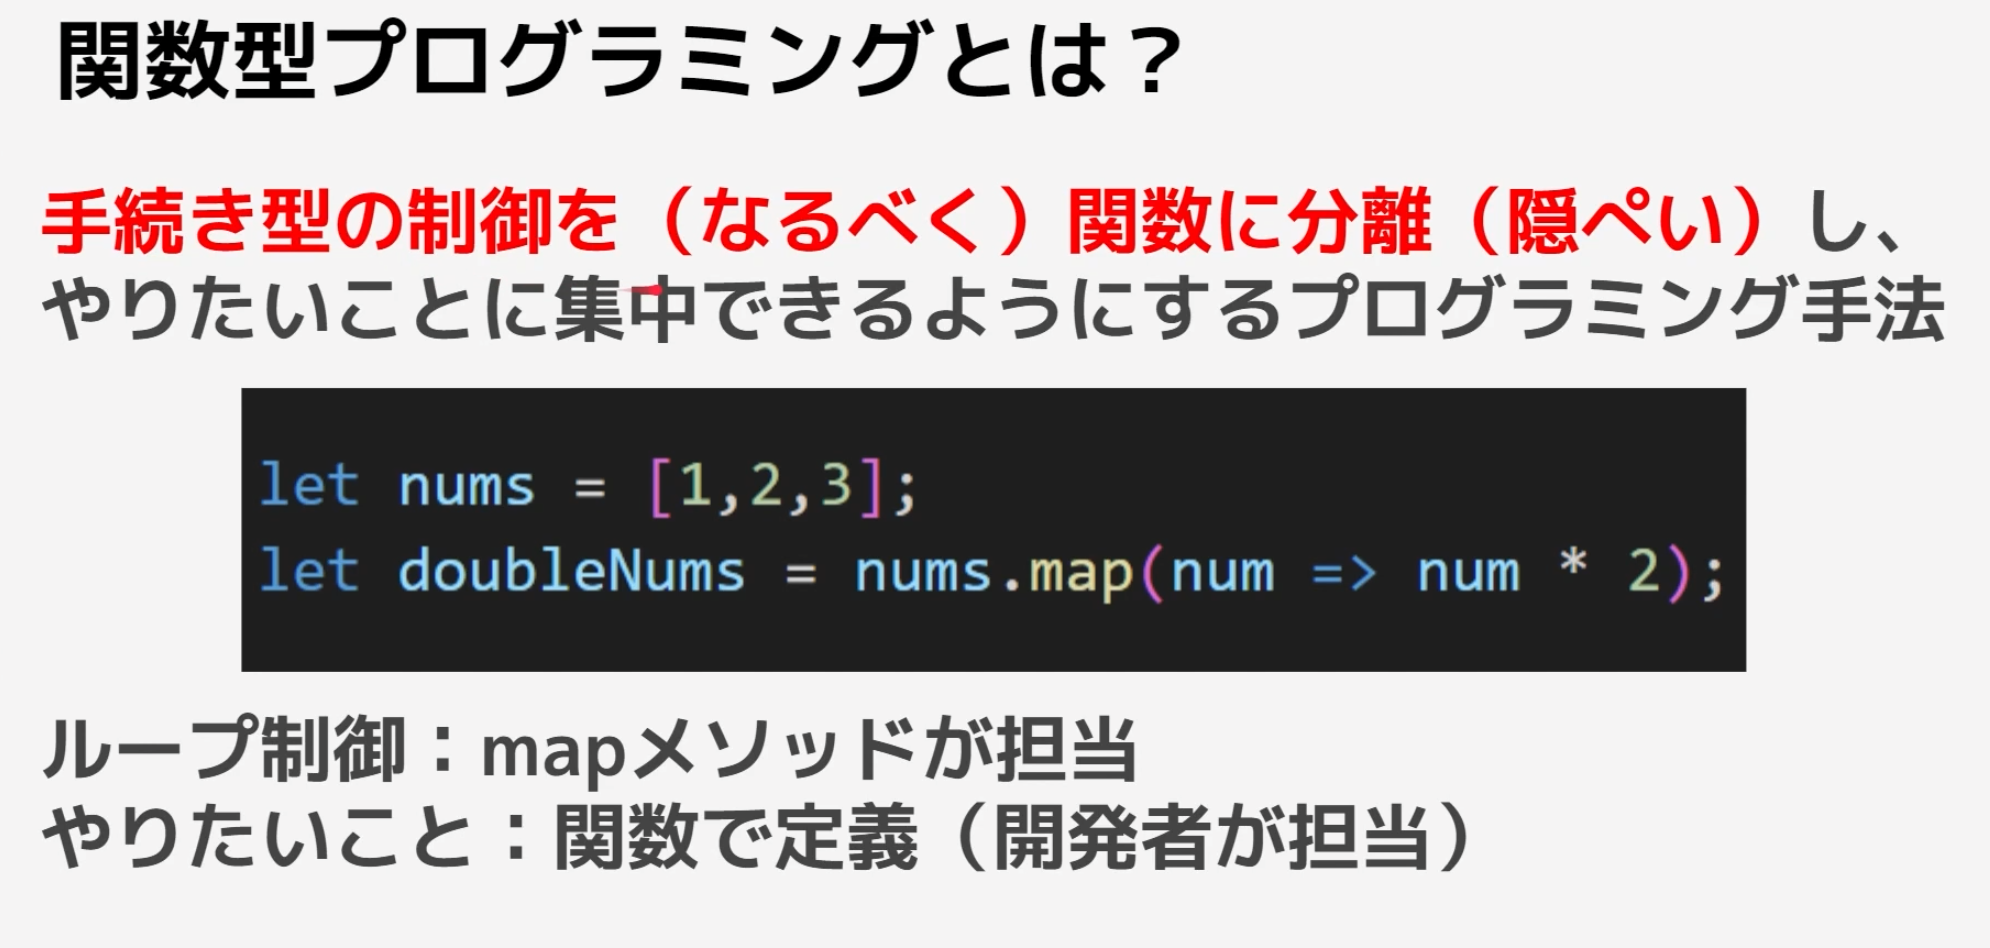 関数型プログラミングとは？
手続き型の制御を（なるべく）関数に分離（隠ぺい）し、
やりたいことに集中できるようにするプログラミング手法
let nums = [1,2,3];
let doubleNums = nums.map(num => num * 2);
ループ制御：mapメソッドが担当
やりたいこと：関数で定義（開発者が担当）